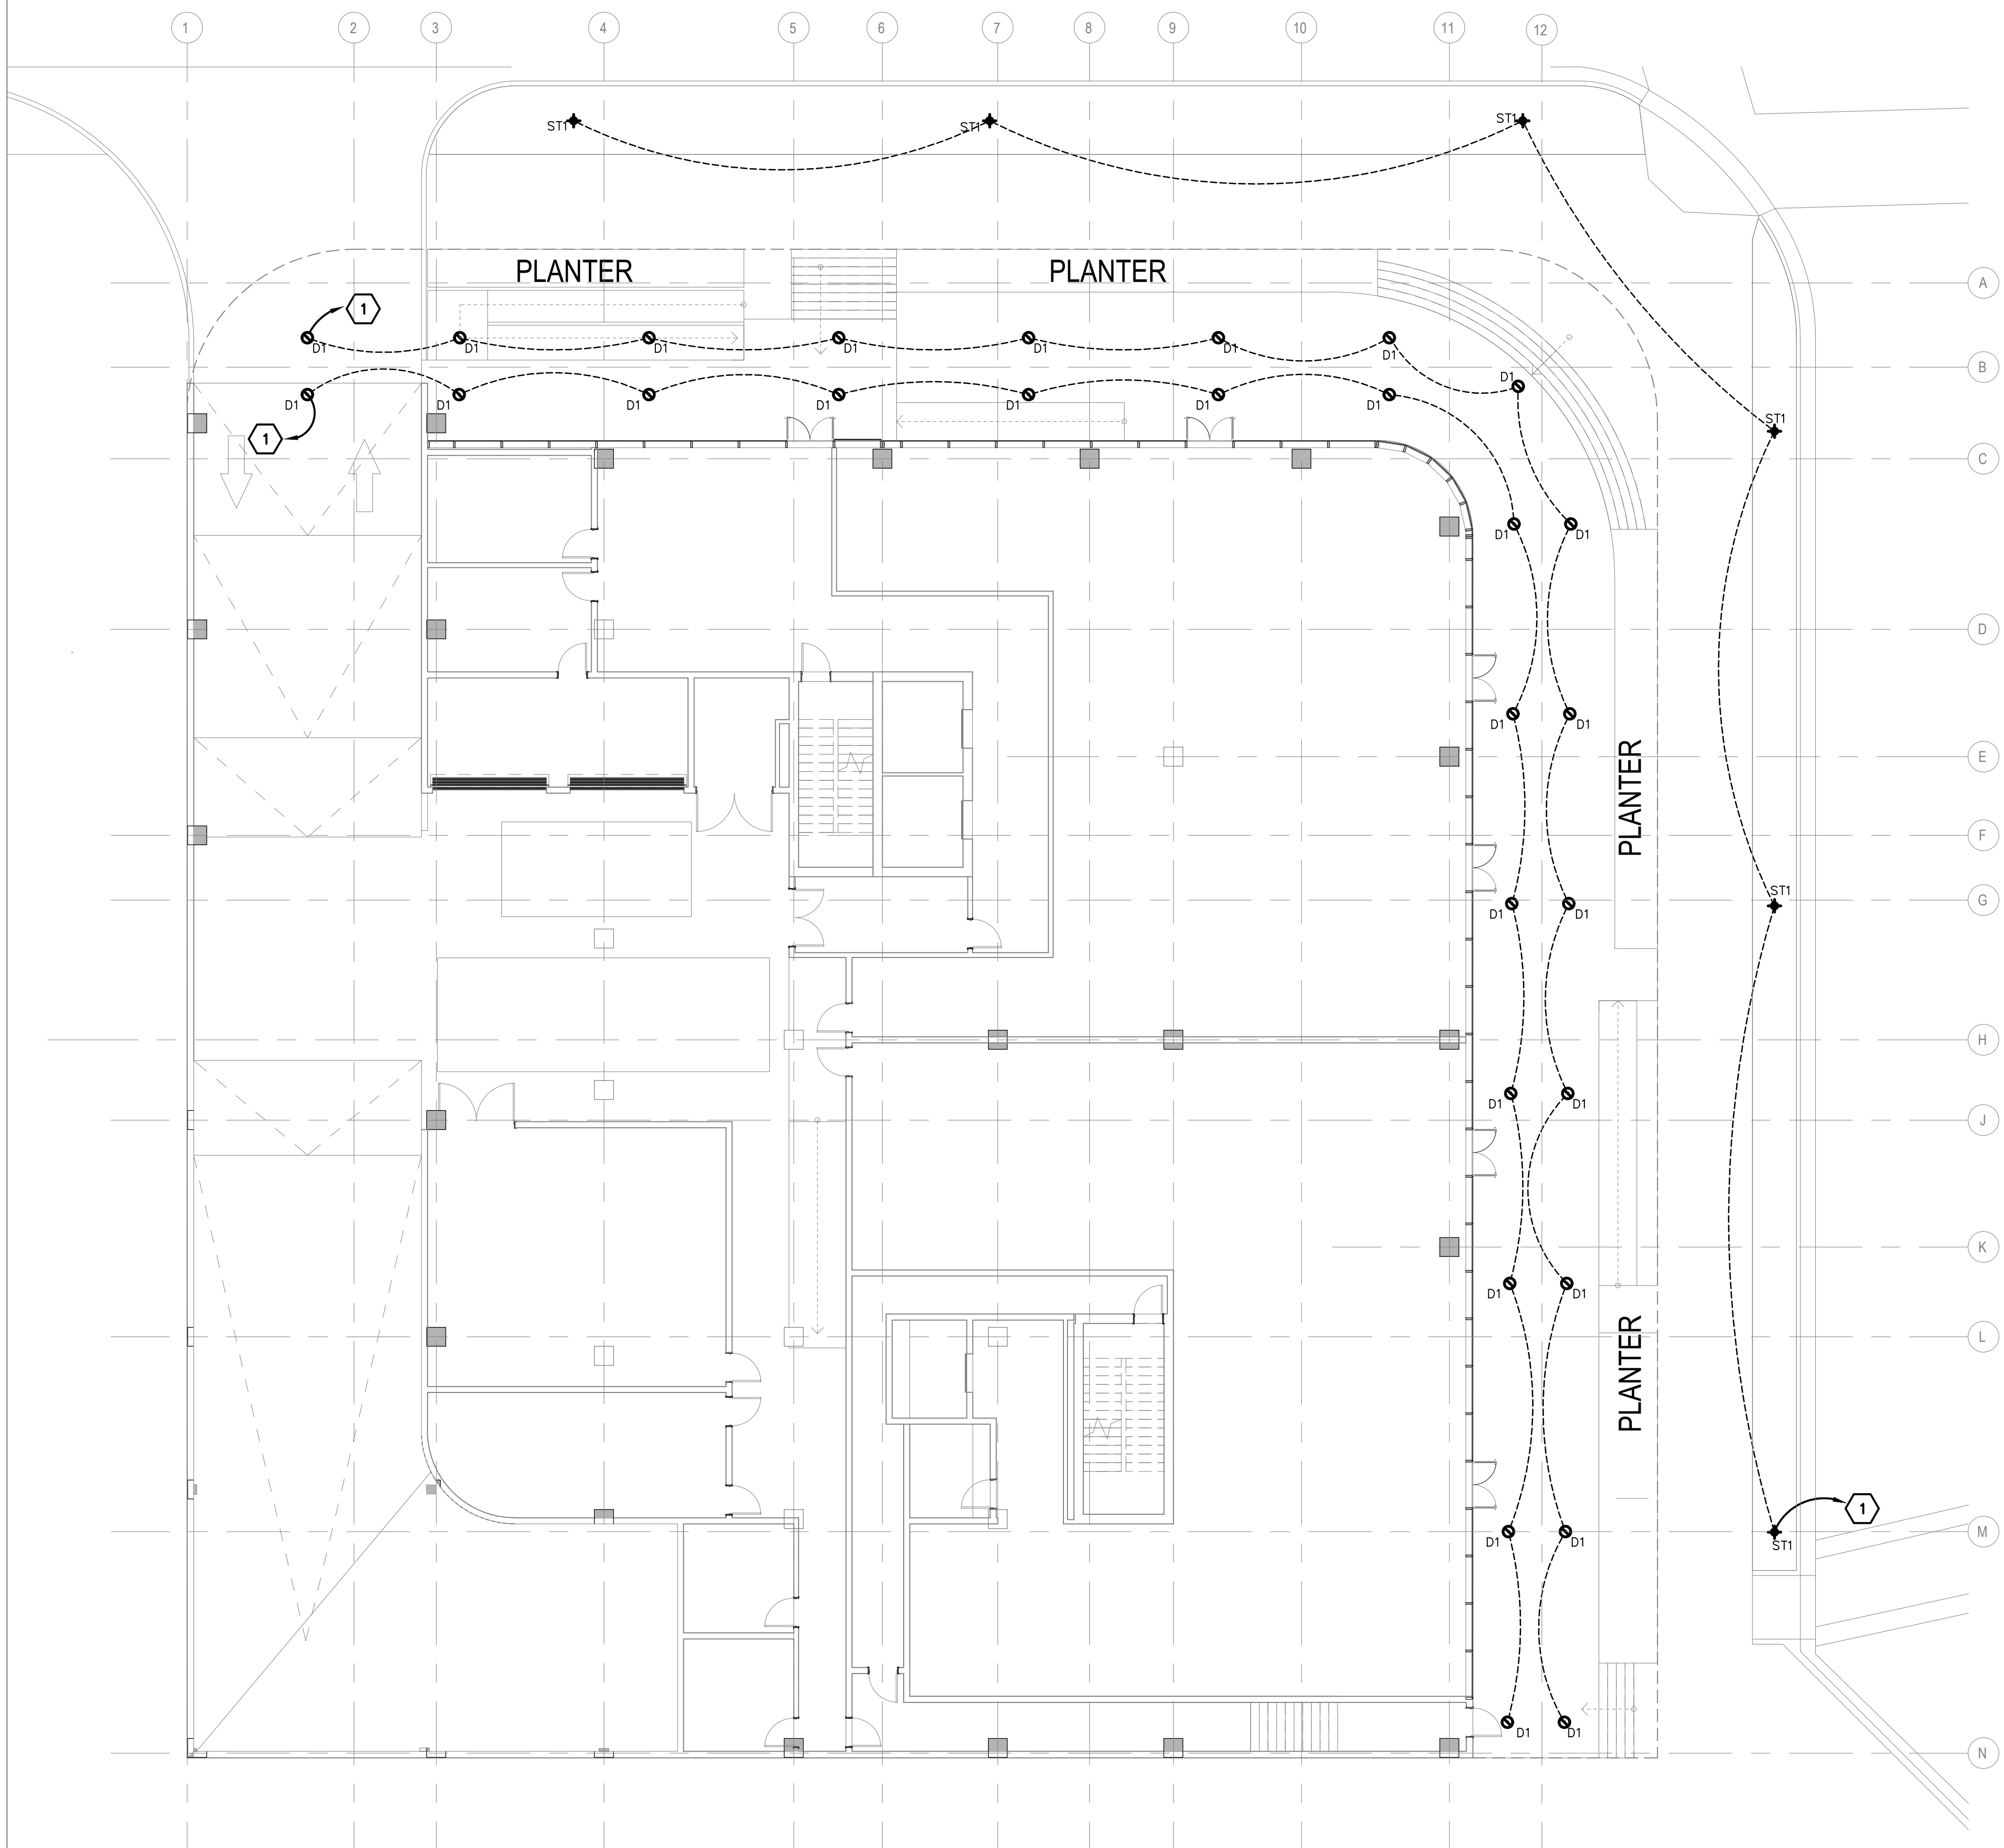 1 2 3 4 5 6 7 8 9 10 11 12
ST1 ST1 ST1
PLANTER PLANTER
A
1
D1 D1 D1 D1 D1 D1 D1
B
D1
D1 D1 D1 D1 D1 D1 D1
ST1
1
C
D1 D1
D
D1 D1
PLANTER
E
F
ST1
G
D1 D1
H
D1 D1
J
K
D1 D1
L
PLANTER
1
M
D1 D1
ST1
D1 D1
N